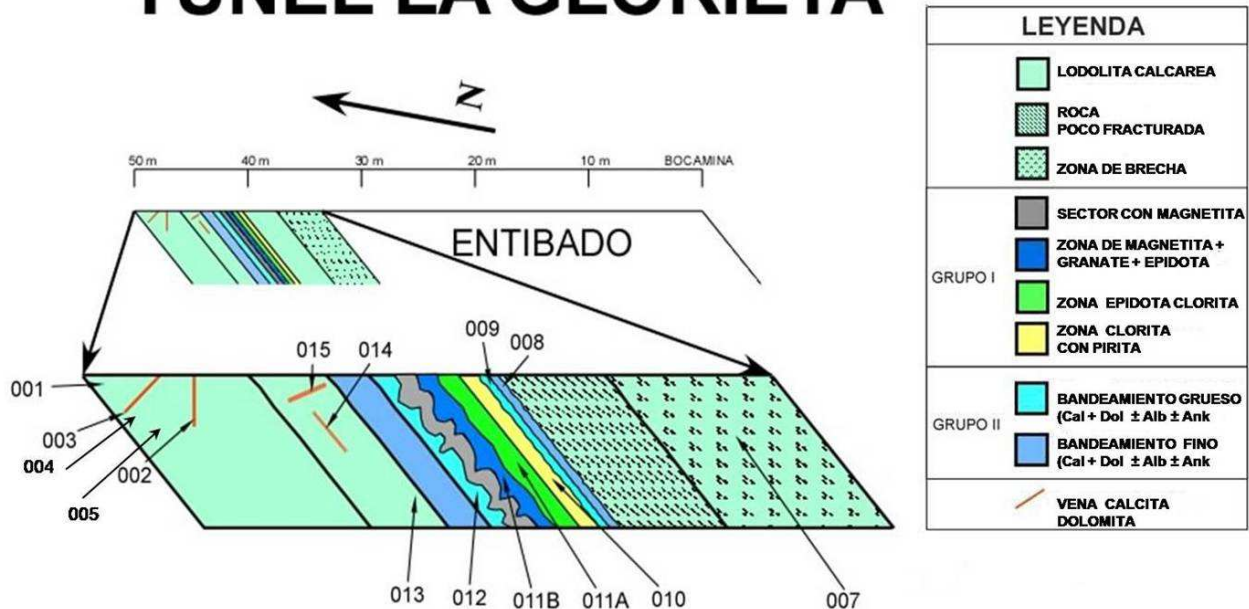 TUNEL LA GLORIETA
N
50 m 40 m 30 m 20 m 10 m BOCAMINA
ENTIBADO
009
008
015 014
001
003
004
002
005
013 012 011B 011A 010 007
LEYENDA
LODOLITA CALCAREA
ROCA
POCO FRACTURADA
ZONA DE BRECHA
GRUPO I
SECTOR CON MAGNETITA
ZONA DE MAGNETITA +
GRANATE + EPIDOTA
ZONA EPIDOTA CLORITA
ZONA CLORITA
CON PIRITA
GRUPO II
BANDEAMIENTO GRUESO
(Cal + Dol ± Alb ± Ank
BANDEAMIENTO FINO
(Cal + Dol ± Alb ± Ank
VENA CALCITA
DOLOMITA